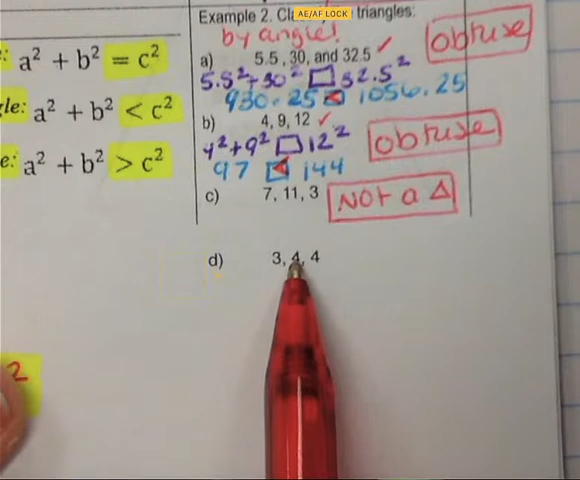 AE/AF LOCK
Example 2. triangles:
by angle!
: a² + b² = c²
a) 5.5, 30, and 32.5 ✓ obtuse
5.5² + 30² □ 32.5²
930.25 < 1056.25
gle: a² + b² < c²
b) 4, 9, 12 ✓
4² + 9² □ 12² obtuse
e: a² + b² > c²
97 < 144
c) 7, 11, 3 Not a Δ
d) 3, 4, 4
2